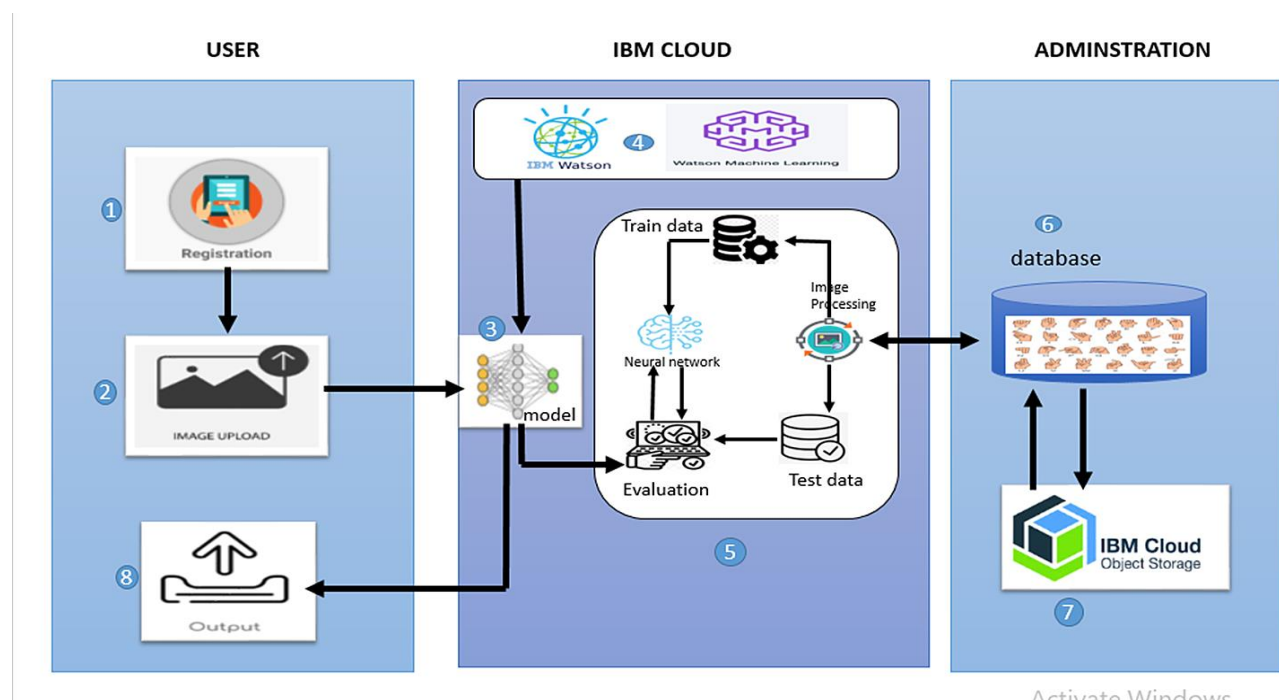 USER
IBM CLOUD
ADMINSTRATION
1
Registration
2
IMAGE UPLOAD
8
Output
IBM Watson
4
Watson Machine Learning
3
model
Train data
Image
Processing
Neural network
Evaluation
Test data
5
6
database
IBM Cloud
Object Storage
7
Activate Windows